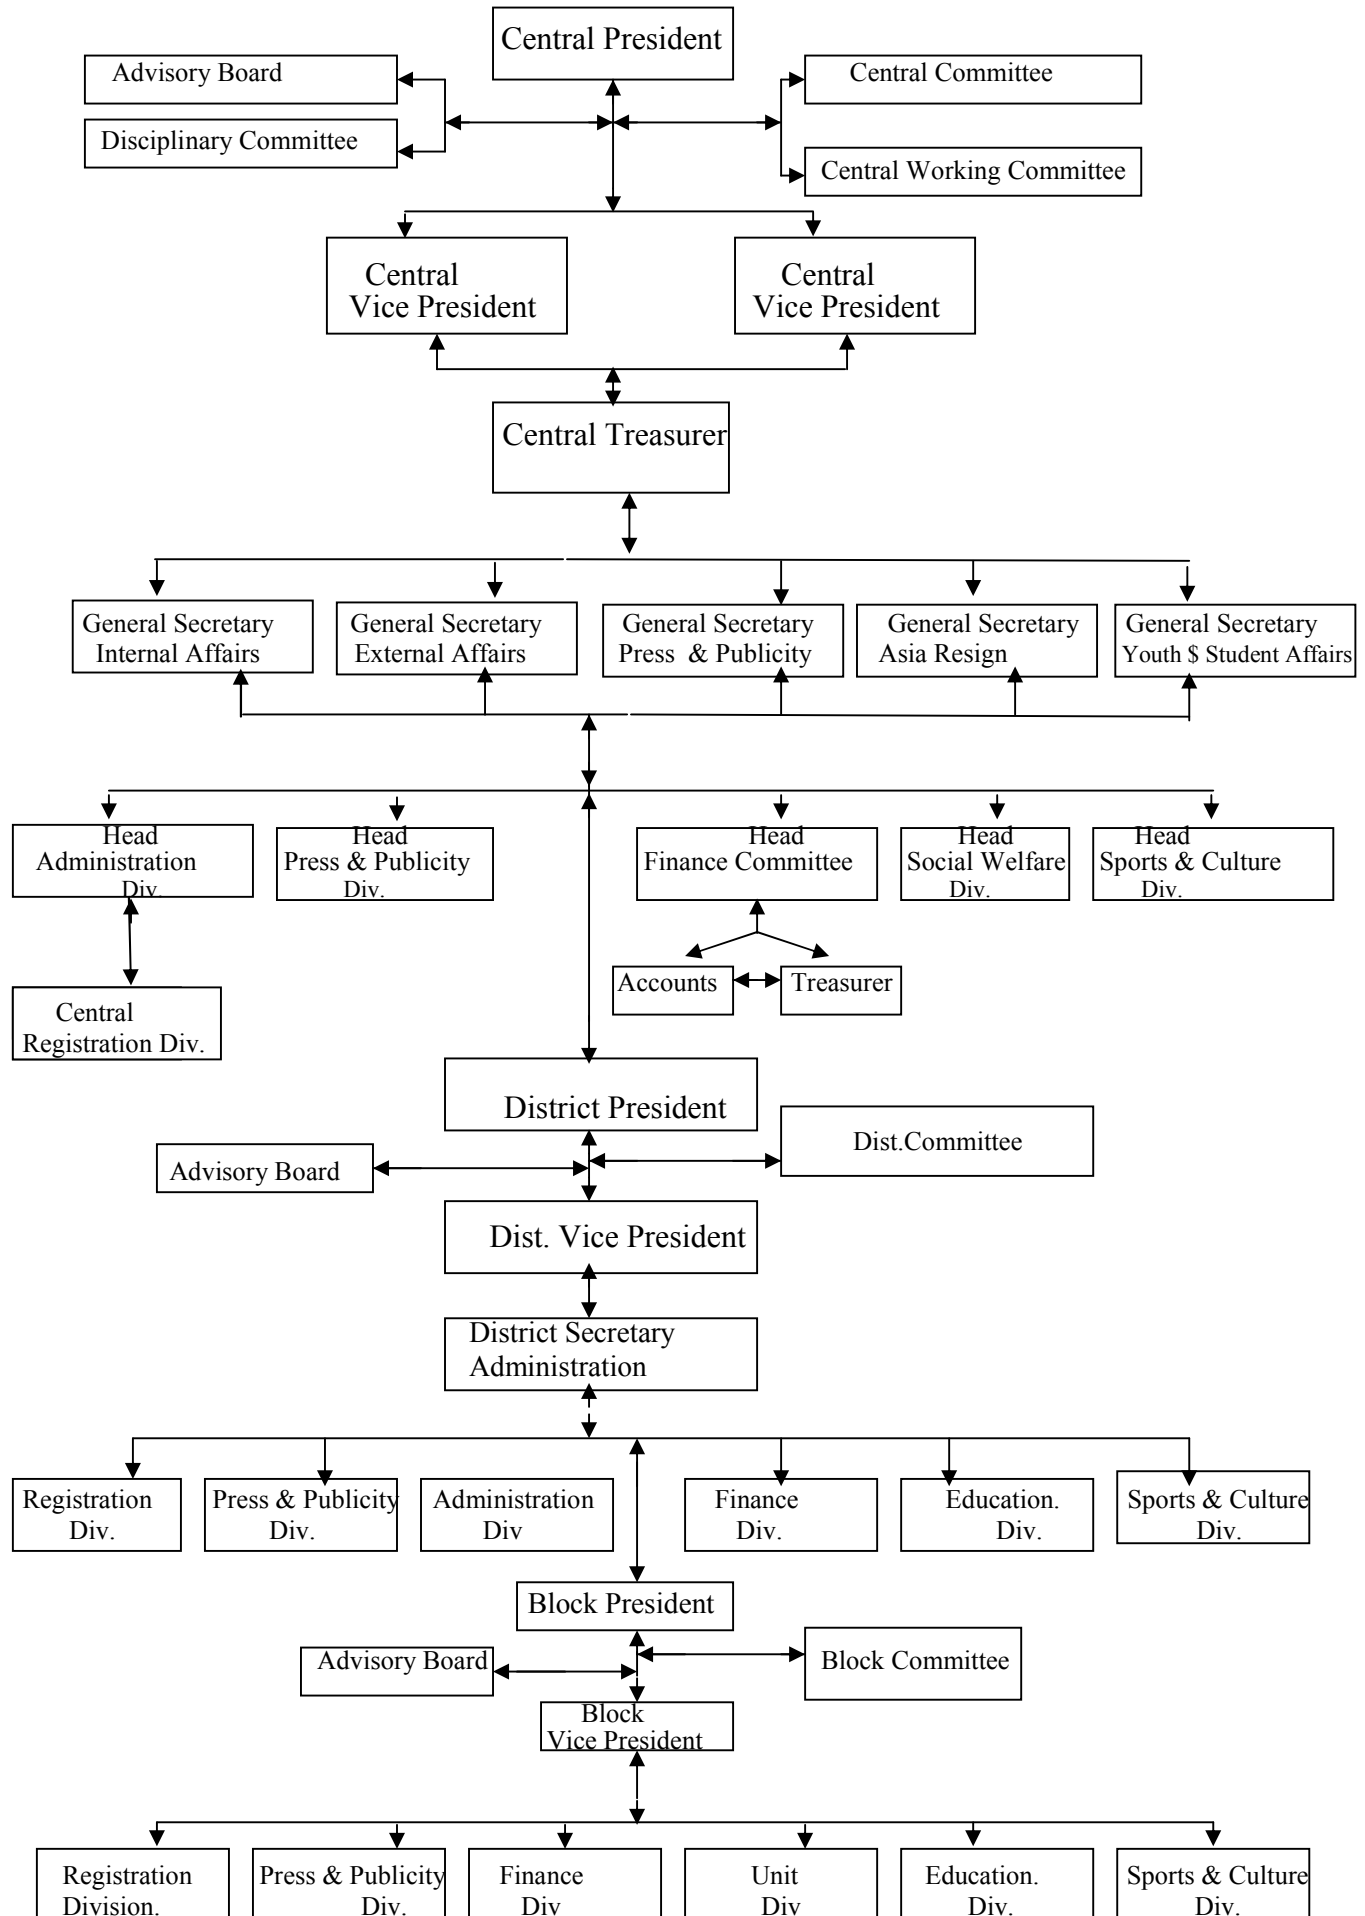 Central President
Advisory Board
Central Committee
Disciplinary Committee
Central Working Committee
Central
Vice President
Central
Vice President
Central Treasurer
General Secretary
Internal Affairs
General Secretary
External Affairs
General Secretary
Press & Publicity
General Secretary
Asia Resign
General Secretary
Youth $ Student Affairs
Head
Administration
Div.
Head
Press & Publicity
Div.
Head
Finance Committee
Head
Social Welfare
Div.
Head
Sports & Culture
Div.
Accounts
Treasurer
Central
Registration Div.
District President
Dist.Committee
Advisory Board
Dist. Vice President
District Secretary
Administration
Registration
Div.
Press & Publicity
Div.
Administration
Div
Finance
Div.
Education.
Div.
Sports & Culture
Div.
Block President
Advisory Board
Block Committee
Block
Vice President
Registration
Division.
Press & Publicity
Div.
Finance
Div
Unit
Div
Education.
Div.
Sports & Culture
Div.